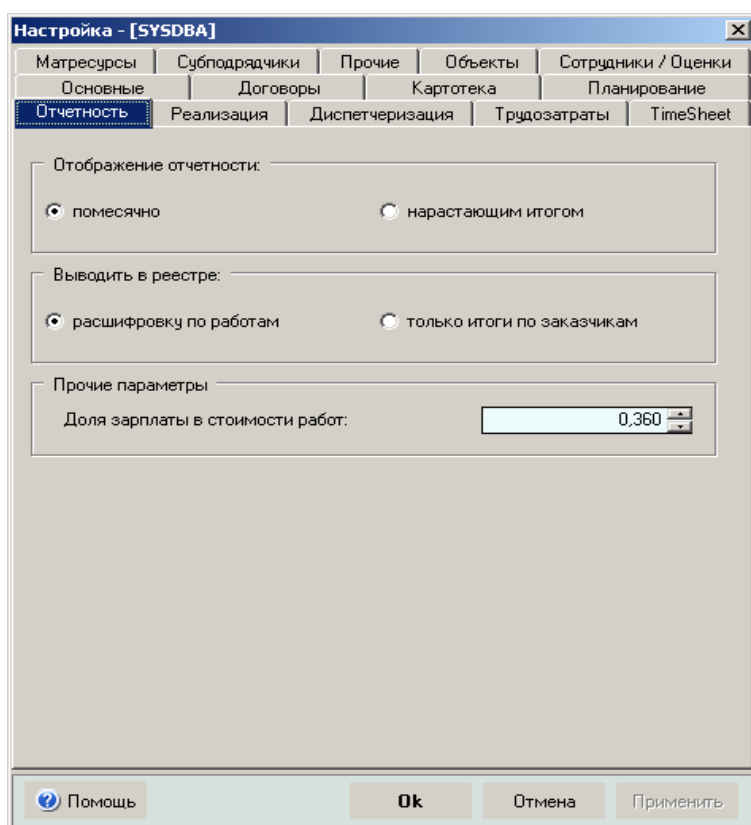 Настройка - [SYSDBA]
Матресурсы Субподрядчики Прочие Объекты Сотрудники / Оценки
Основные Договоры Картотека Планирование
Отчетность Реализация Диспетчеризация Трудозатраты TimeSheet
Отображение отчетности:
помесячно нарастающим итогом
Выводить в реестре:
расшифровку по работам только итоги по заказчикам
Прочие параметры
Доля зарплаты в стоимости работ: 0,360
Помощь Ok Отмена Применить